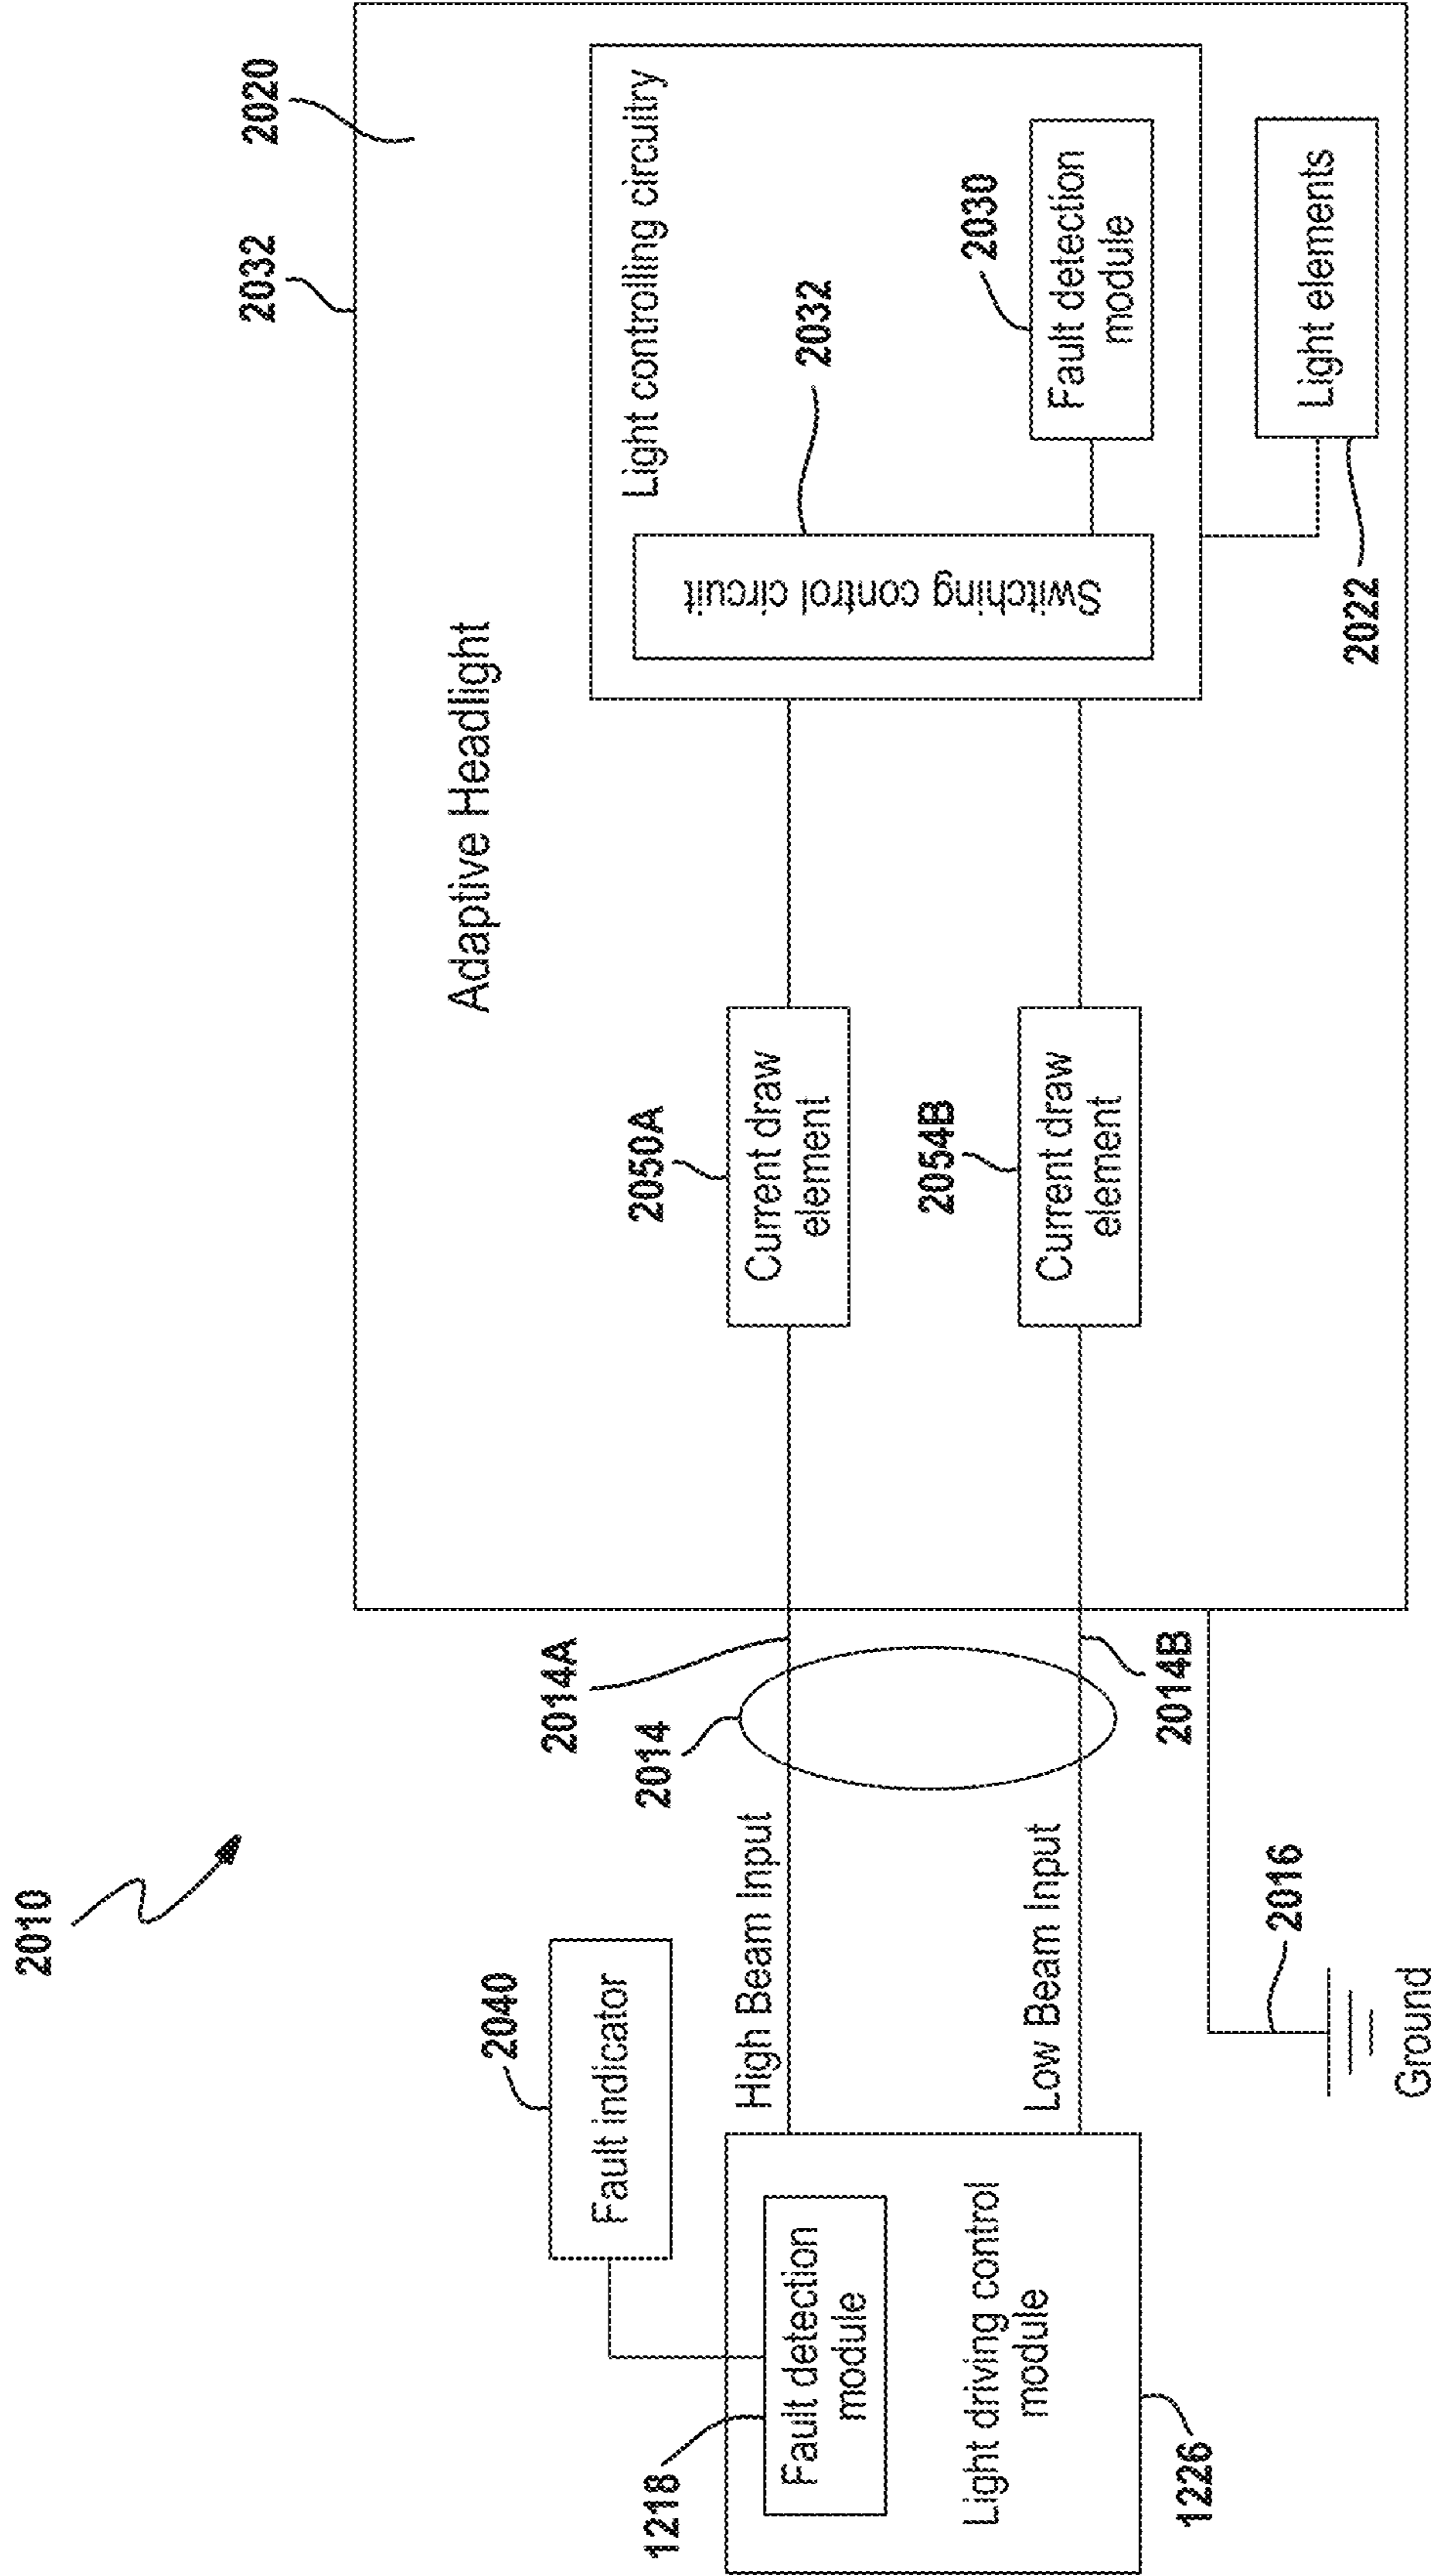 2010
2032
2020
Adaptive Headlight
Light controlling circuitry
2040
Fault indicator
2014A
2014
2050A
Current draw
element
2032
Switching control circuit
2030
Fault detection
module
1218
Fault detection
module
High Beam Input
Light driving control
module
Low Beam Input
2054B
Current draw
element
1226
2014B
2016
Ground
Light elements
2022